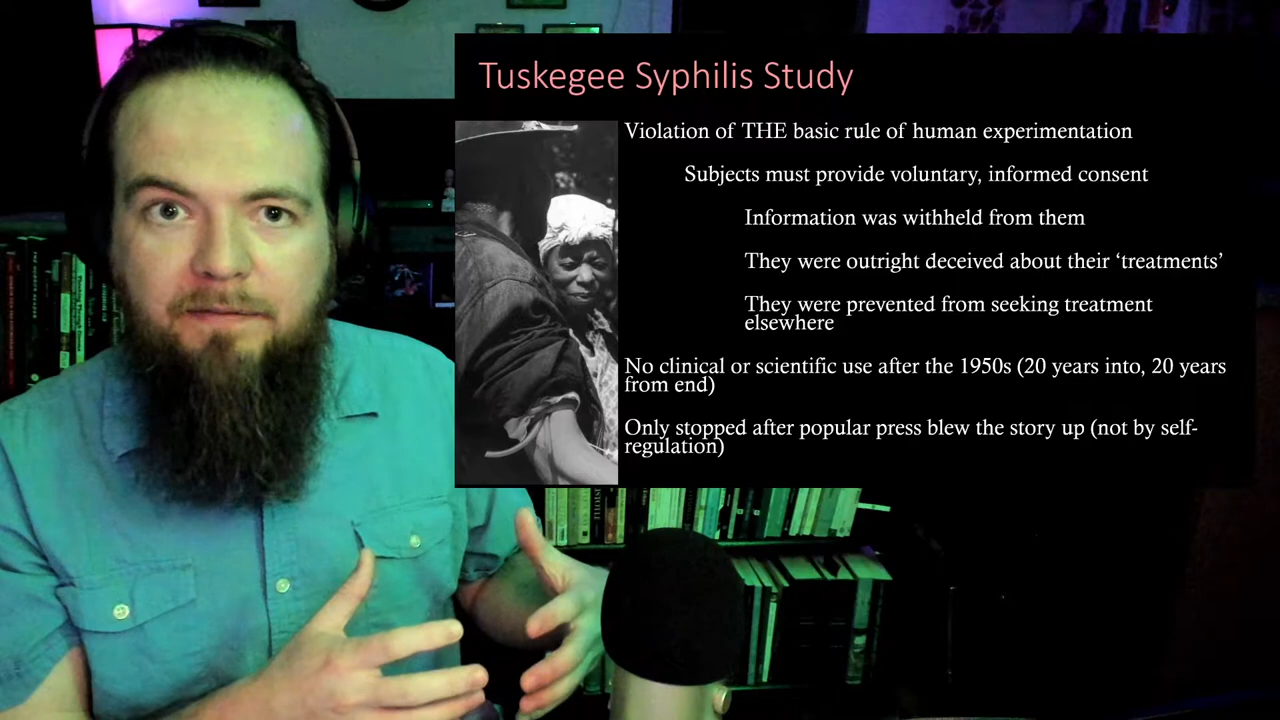 Tuskegee Syphilis Study
Violation of THE basic rule of human experimentation
Subjects must provide voluntary, informed consent
Information was withheld from them
They were outright deceived about their ‘treatments’
They were prevented from seeking treatment
elsewhere
No clinical or scientific use after the 1950s (20 years into, 20 years
from end)
Only stopped after popular press blew the story up (not by self-
regulation)